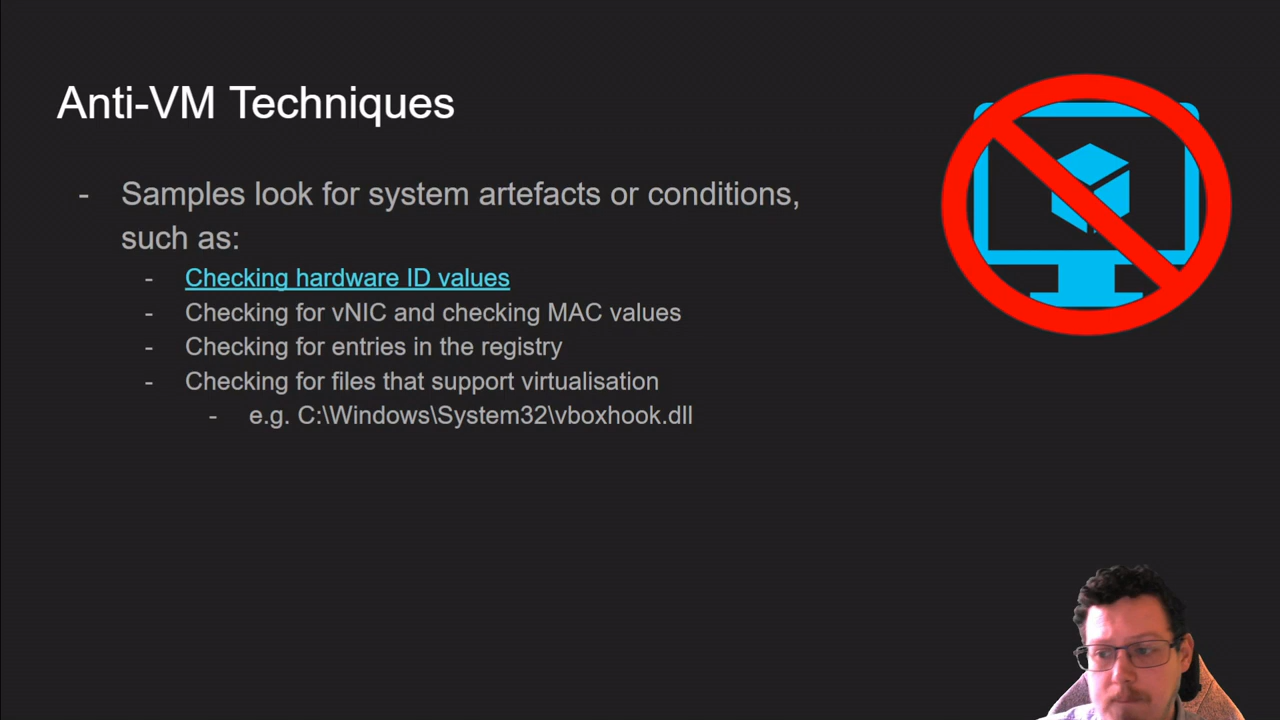 Anti-VM Techniques
- Samples look for system artefacts or conditions,
such as:
- Checking hardware ID values
- Checking for vNIC and checking MAC values
- Checking for entries in the registry
- Checking for files that support virtualisation
- e.g. C:\Windows\System32\vboxhook.dll